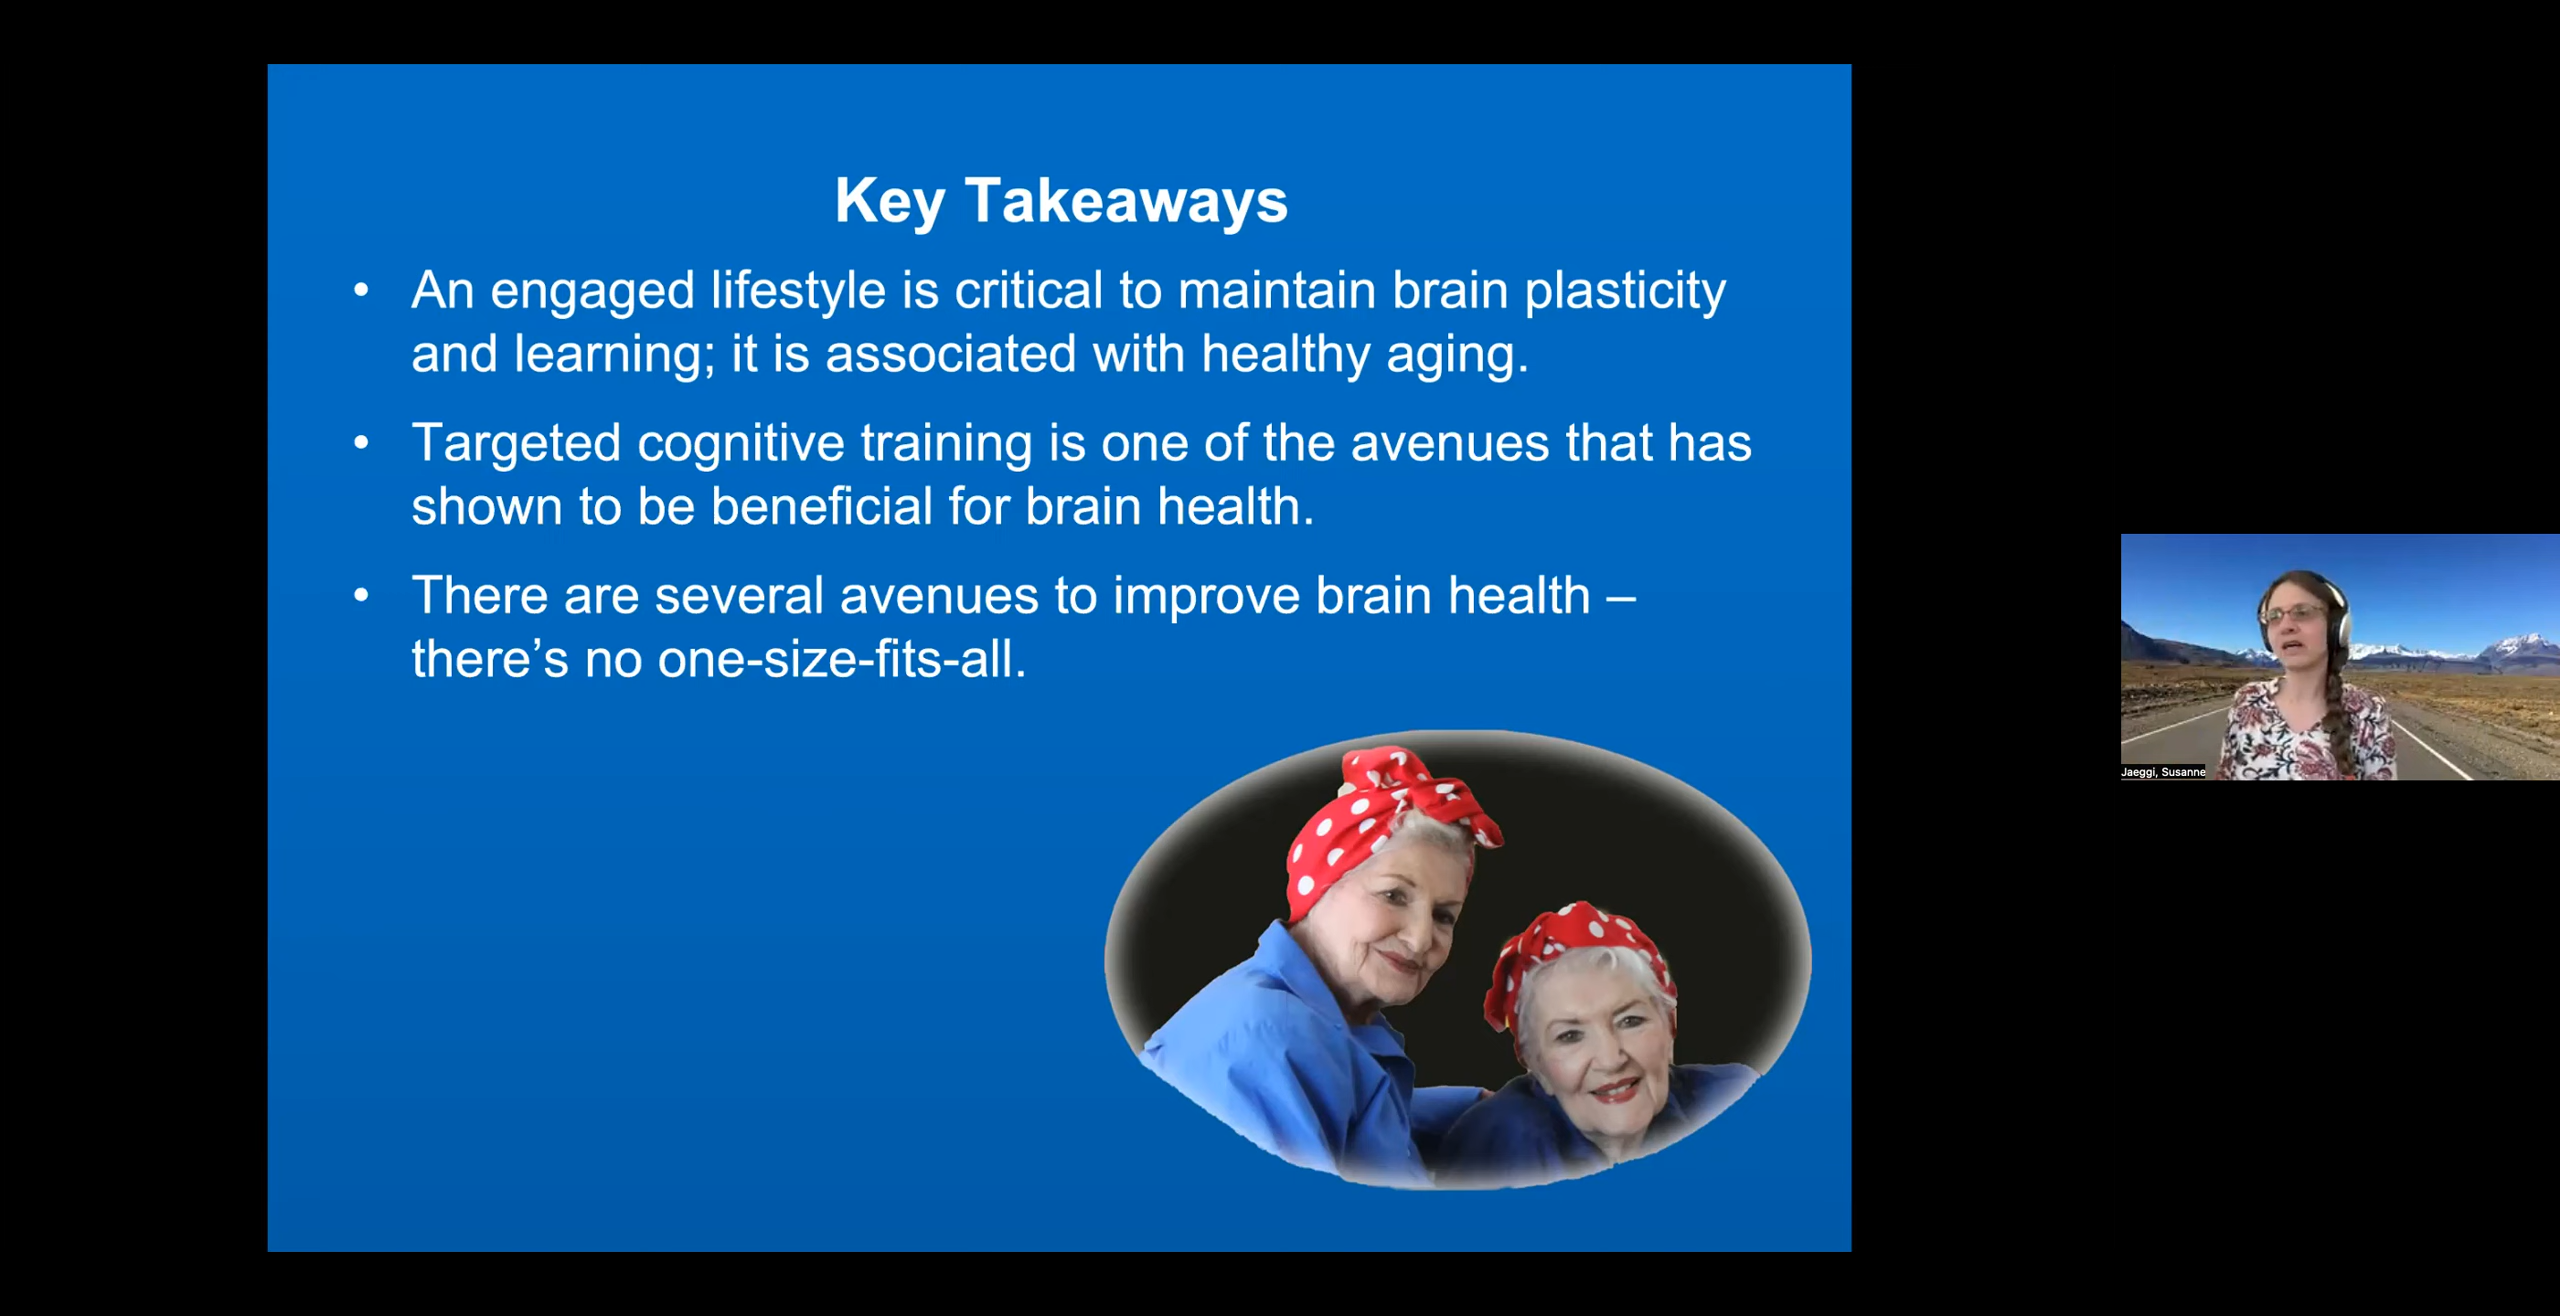 Key Takeaways
• An engaged lifestyle is critical to maintain brain plasticity
and learning; it is associated with healthy aging.
• Targeted cognitive training is one of the avenues that has
shown to be beneficial for brain health.
• There are several avenues to improve brain health –
there’s no one-size-fits-all.
Jaeggi, Susanne